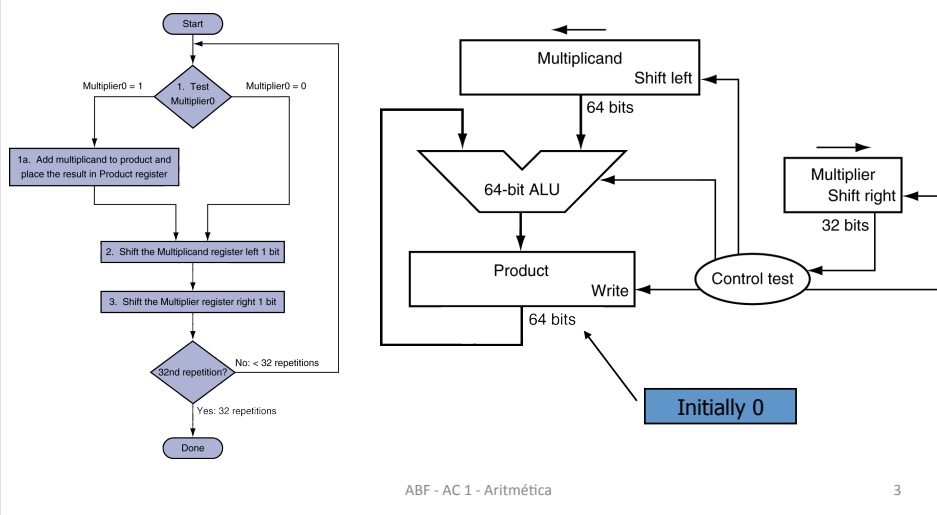 Start
Multiplier0 = 1
1. Test
Multiplier0
Multiplier0 = 0
1a. Add multiplicand to product and
place the result in Product register
2. Shift the Multiplicand register left 1 bit
3. Shift the Multiplier register right 1 bit
32nd repetition?
No: < 32 repetitions
Yes: 32 repetitions
Done
Multiplicand
Shift left
64 bits
64-bit ALU
Multiplier
Shift right
32 bits
Product
Write
Control test
64 bits
Initially 0
ABF - AC 1 - Aritmética
3